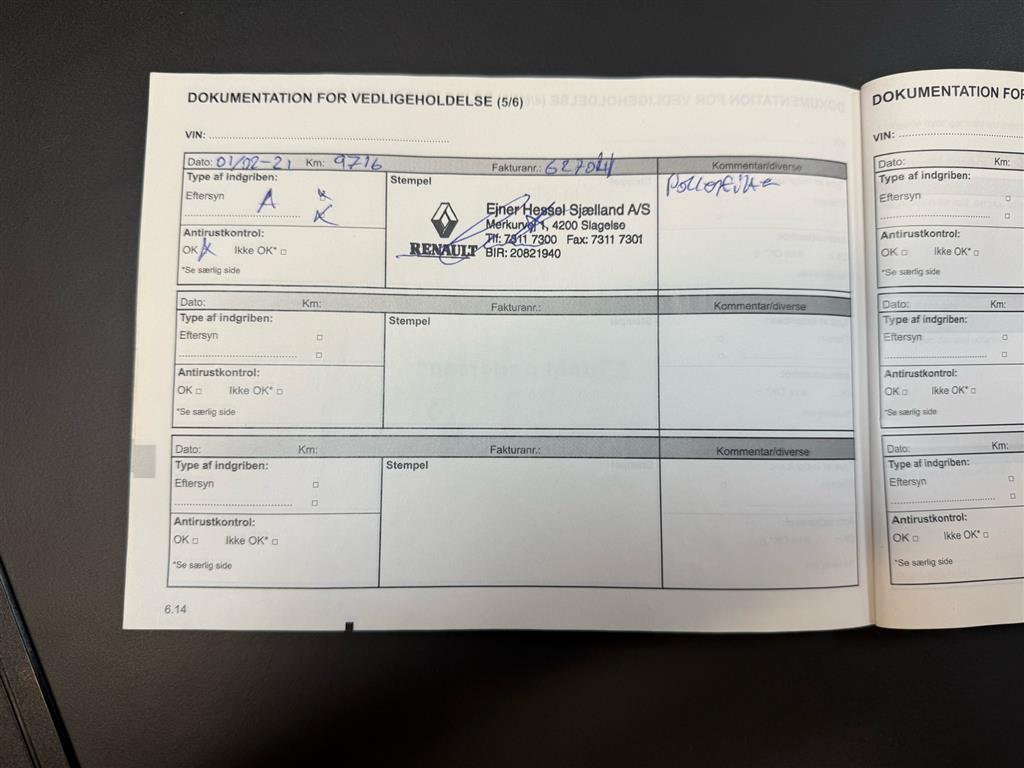 DOKUMENTATION FOR VEDLIGEHOLDELSE (5/6)
VIN:
Dato: 01/02-21 Km: 9716 Fakturanr.: Kommentar/diverse
Type af indgriben:
Eftersyn A
Antirustkontrol:
OK Ikke OK*
*Se særlig side
Stempel
RENAULT
Ejner Hessel Sjælland A/S
Merkurvej 1, 4200 Slagelse
Tlf: 7311 7300 Fax: 7311 7301
BIR: 20821940
Pollenfilter
Dato: Km: Fakturanr.: Kommentar/diverse
Type af indgriben:
Eftersyn
Antirustkontrol:
OK Ikke OK*
*Se særlig side
Stempel
Dato: Km: Fakturanr.: Kommentar/diverse
Type af indgriben:
Eftersyn
Antirustkontrol:
OK Ikke OK*
*Se særlig side
Stempel
6.14
DOKUMENTATION FO
VIN:
Dato: Km:
Type af indgriben:
Eftersyn
Antirustkontrol:
OK Ikke OK*
*Se særlig side
Dato: Km:
Type af indgriben:
Eftersyn
Antirustkontrol:
OK Ikke OK*
*Se særlig side
Dato: Km:
Type af indgriben:
Eftersyn
Antirustkontrol:
OK Ikke OK*
*Se særlig side